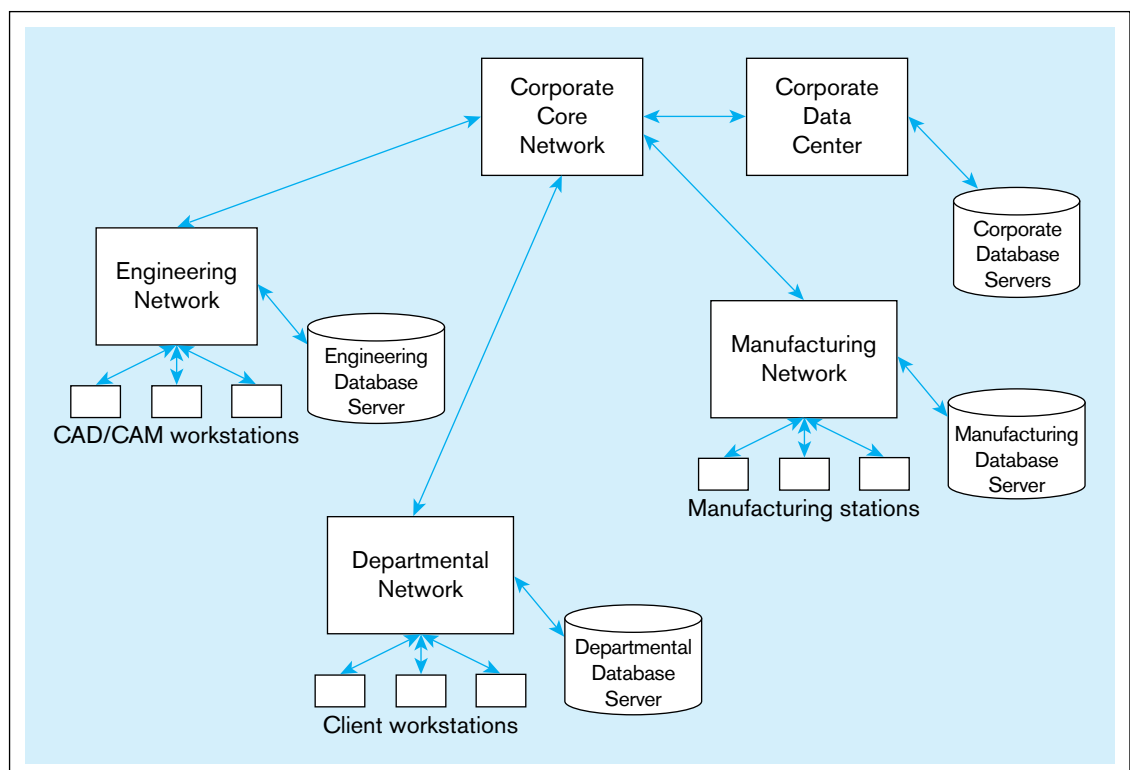 Corporate
Core
Network
Corporate
Data
Center
Corporate
Database
Servers
Engineering
Network
Engineering
Database
Server
CAD/CAM workstations
Manufacturing
Network
Manufacturing
Database
Server
Manufacturing stations
Departmental
Network
Departmental
Database
Server
Client workstations